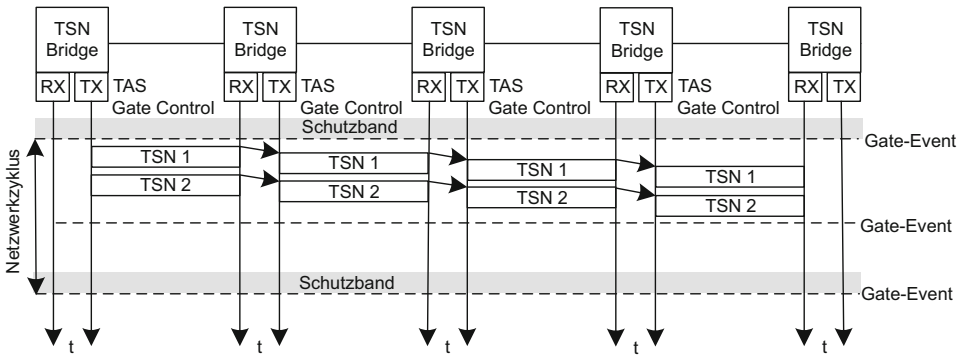 TSN
Bridge
TSN
Bridge
TSN
Bridge
TSN
Bridge
TSN
Bridge
RX TX TAS RX TX TAS RX TX TAS RX TX TAS RX TX
Gate Control Gate Control Gate Control Gate Control
Schutzband
Gate-Event
TSN 1 TSN 1 TSN 1 TSN 1
TSN 2 TSN 2 TSN 2 TSN 2
Gate-Event
Netzwerkzyklus
Schutzband
Gate-Event
t t t t t